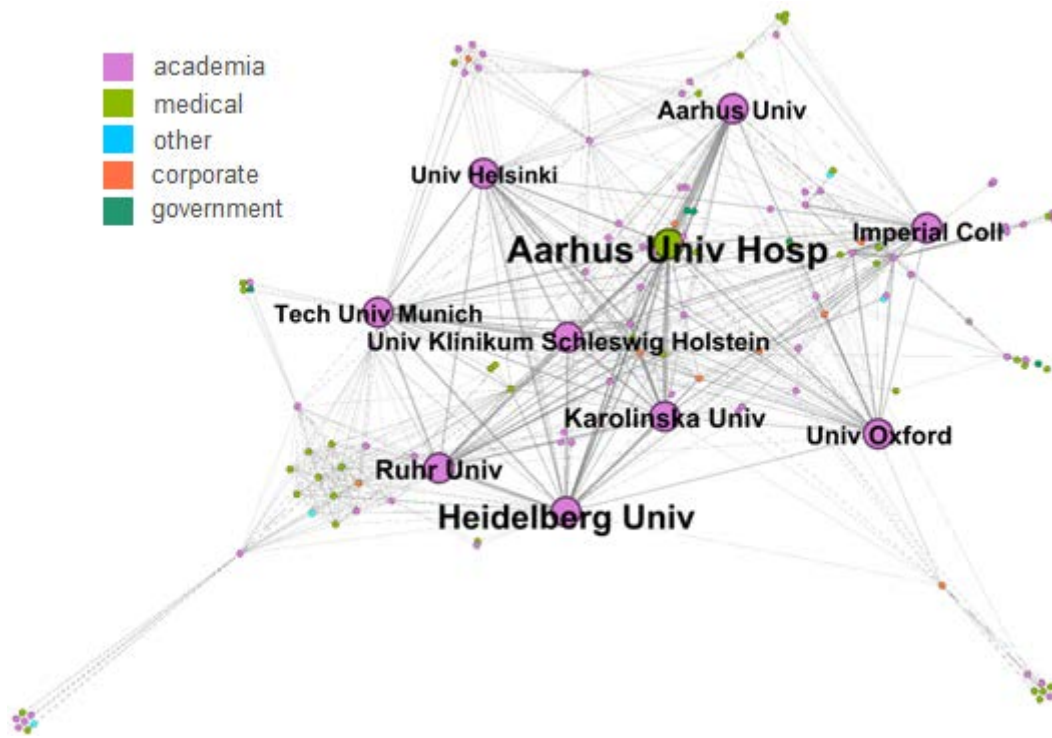 academia
medical
other
corporate
government
Aarhus Univ
Univ Helsinki
Imperial Coll
Aarhus Univ Hosp
Tech Univ Munich
Univ Klinikum Schleswig Holstein
Karolinska Univ
Univ Oxford
Ruhr Univ
Heidelberg Univ